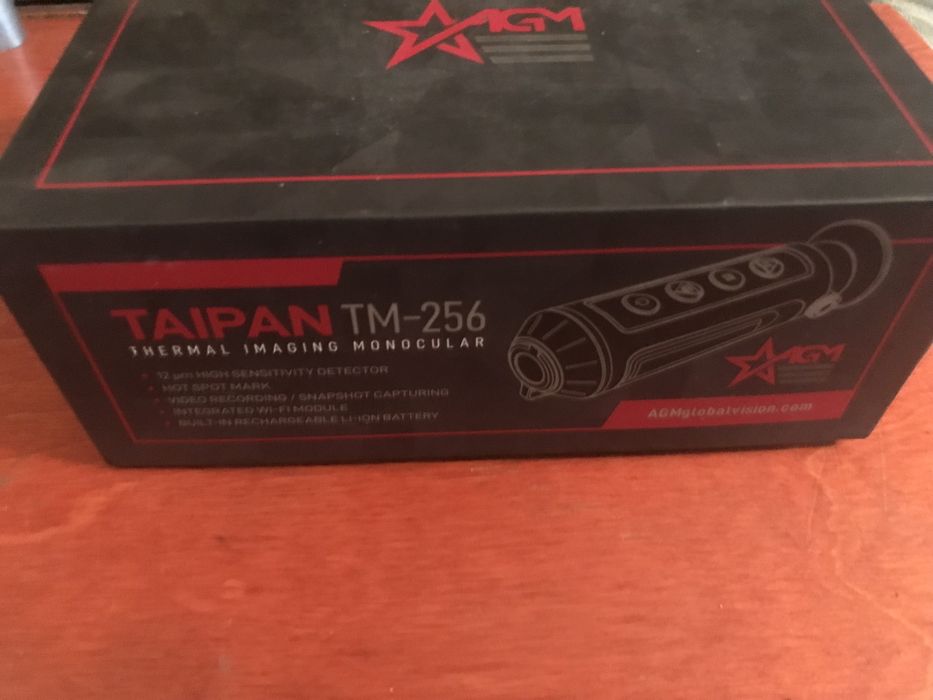 AGM
TAIPAN TM-256
THERMAL IMAGING MONOCULAR
12 µm HIGH SENSITIVITY DETECTOR
HOT SPOT MARK
VIDEO RECORDING / SNAPSHOT CAPTURING
INTEGRATED WI-FI MODULE
BUILT-IN RECHARGEABLE LI-ION BATTERY
AGM
AGMglobalvision.com